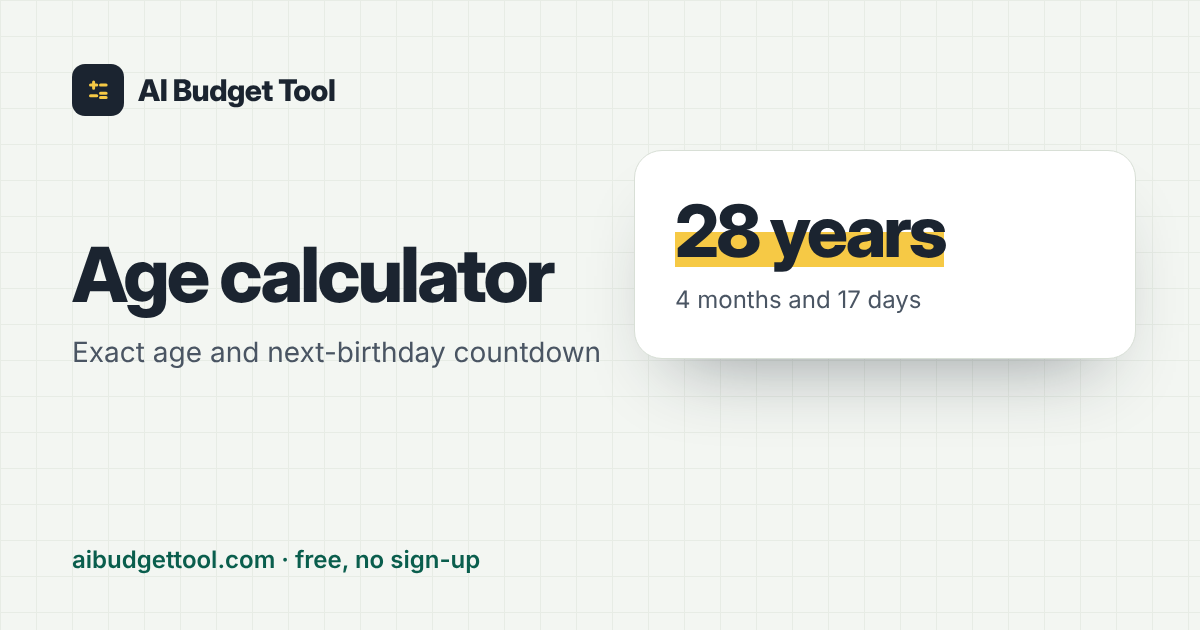 AI Budget Tool
Age calculator
Exact age and next-birthday countdown
28 years
4 months and 17 days
aibudgettool.com · free, no sign-up